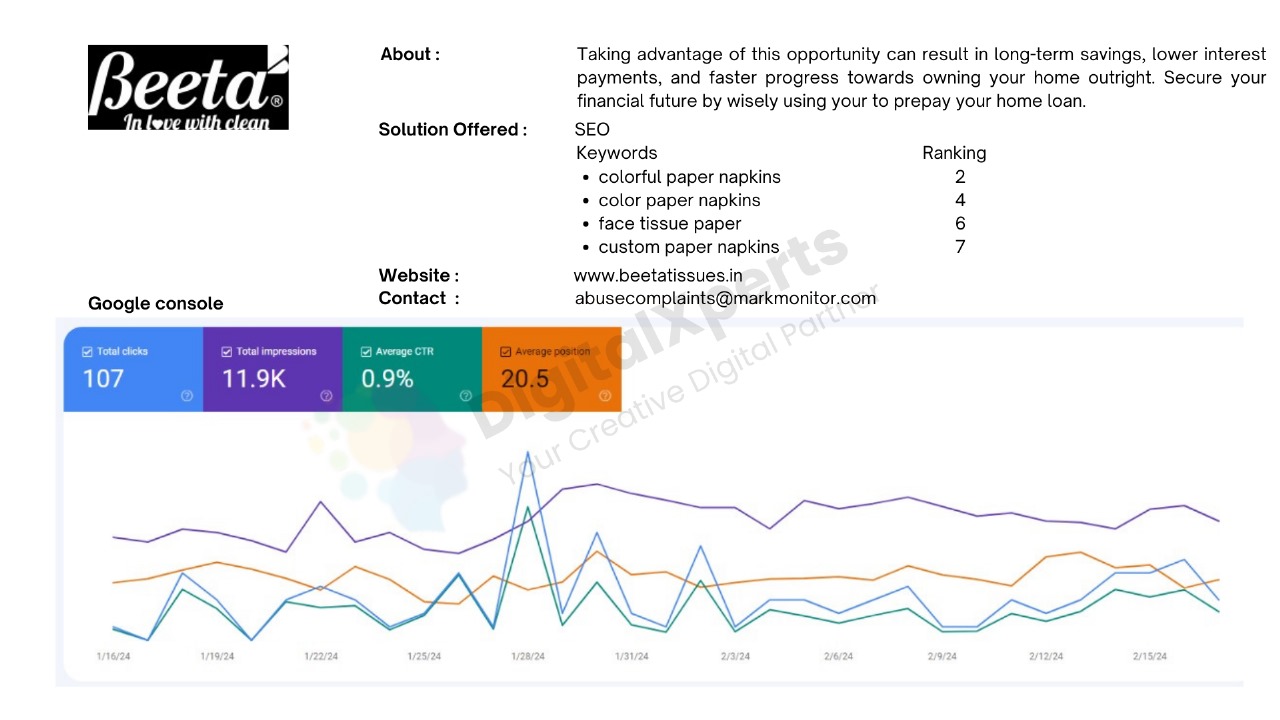 Beeta®
In love with clean
About :
Taking advantage of this opportunity can result in long-term savings, lower interest
payments, and faster progress towards owning your home outright. Secure your
financial future by wisely using your to prepay your home loan.
Solution Offered :
SEO
Keywords Ranking
• colorful paper napkins 2
• color paper napkins 4
• face tissue paper 6
• custom paper napkins 7
Website : www.beetatissues.in
Contact : abusecomplaints@markmonitor.com
Google console
DigitalXperts
Your Creative Digital Partner
Total clicks
107
Total impressions
11.9K
Average CTR
0.9%
Average position
20.5
1/16/24 1/19/24 1/22/24 1/25/24 1/28/24 1/31/24 2/3/24 2/6/24 2/9/24 2/12/24 2/15/24